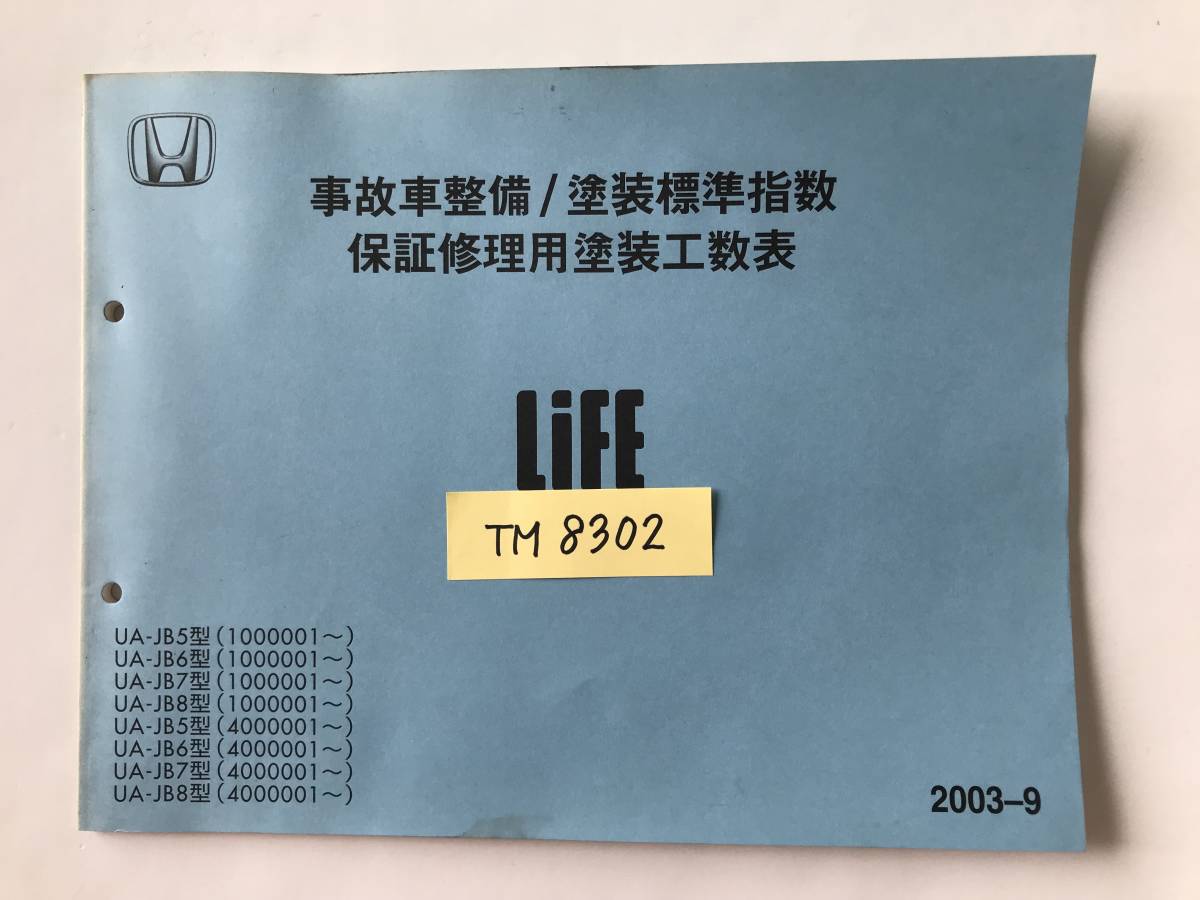 事故車整備/塗装標準指数
保証修理用塗装工数表
LiFE
TM 8302
UA-JB5型(1000001~)
UA-JB6型(1000001~)
UA-JB7型(1000001~)
UA-JB8型(1000001~)
UA-JB5型(4000001~)
UA-JB6型(4000001~)
UA-JB7型(4000001~)
UA-JB8型(4000001~)
2003-9